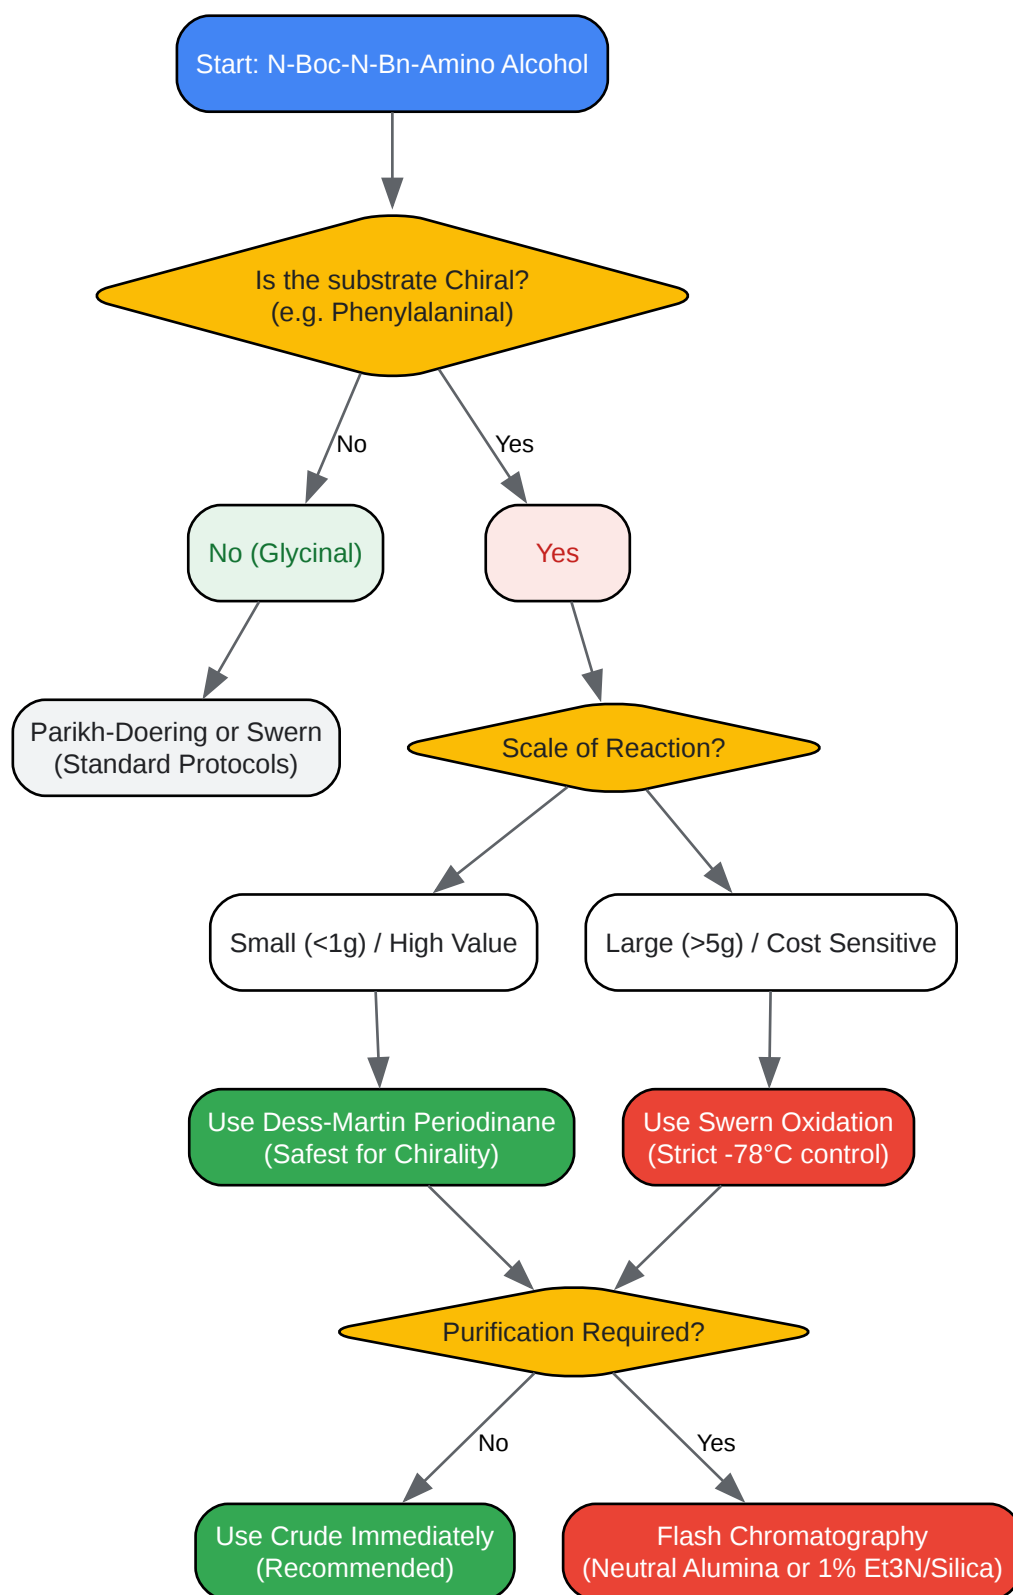 Start: N-Boc-N-Bn-Amino Alcohol
Is the substrate Chiral?
(e.g. Phenylalaninal)
No
Yes
No (Glycinal)
Yes
Parikh-Doering or Swern
(Standard Protocols)
Scale of Reaction?
Small (<1g) / High Value
Large (>5g) / Cost Sensitive
Use Dess-Martin Periodinane
(Safest for Chirality)
Use Swern Oxidation
(Strict -78°C control)
Purification Required?
No
Yes
Use Crude Immediately
(Recommended)
Flash Chromatography
(Neutral Alumina or 1% Et3N/Silica)